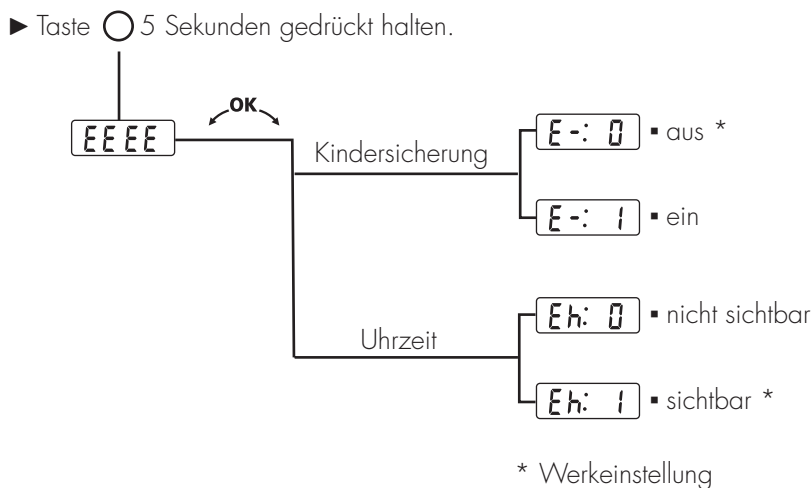 ► Taste ◯ 5 Sekunden gedrückt halten.
OK
EEEE
Kindersicherung
E-: 0 ▪ aus *
E-: 1 ▪ ein
Uhrzeit
Eh: 0 ▪ nicht sichtbar
Eh: 1 ▪ sichtbar *
* Werkeinstellung